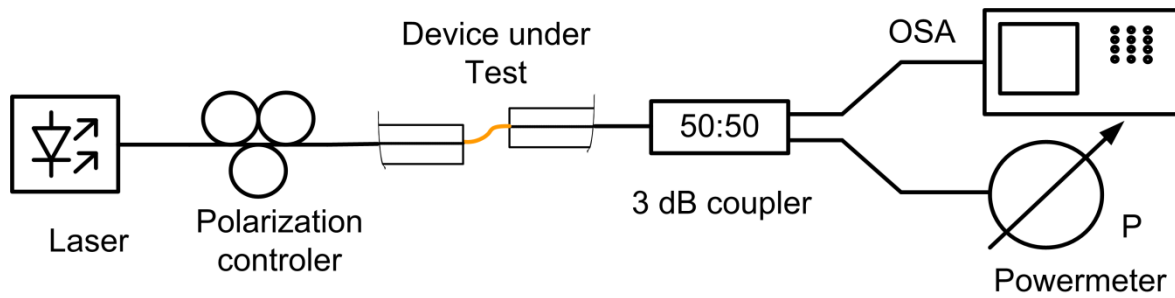 Device under
Test
OSA
50:50
Laser
Polarization
controler
3 dB coupler
P
Powermeter